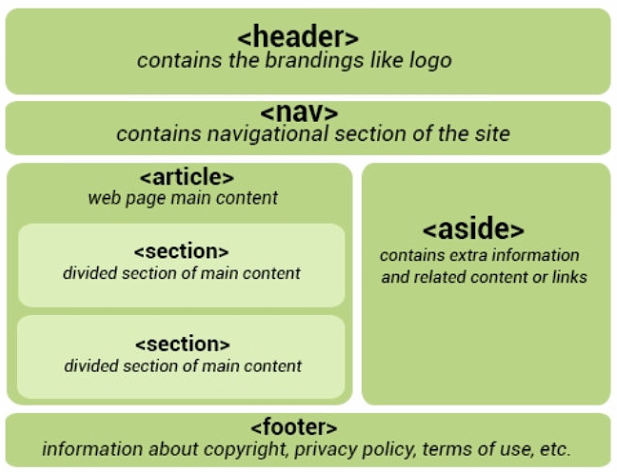 <header>
contains the brandings like logo
<nav>
contains navigational section of the site
<article>
web page main content
<section>
divided section of main content
<section>
divided section of main content
<aside>
contains extra information
and related content or links
<footer>
information about copyright, privacy policy, terms of use, etc.